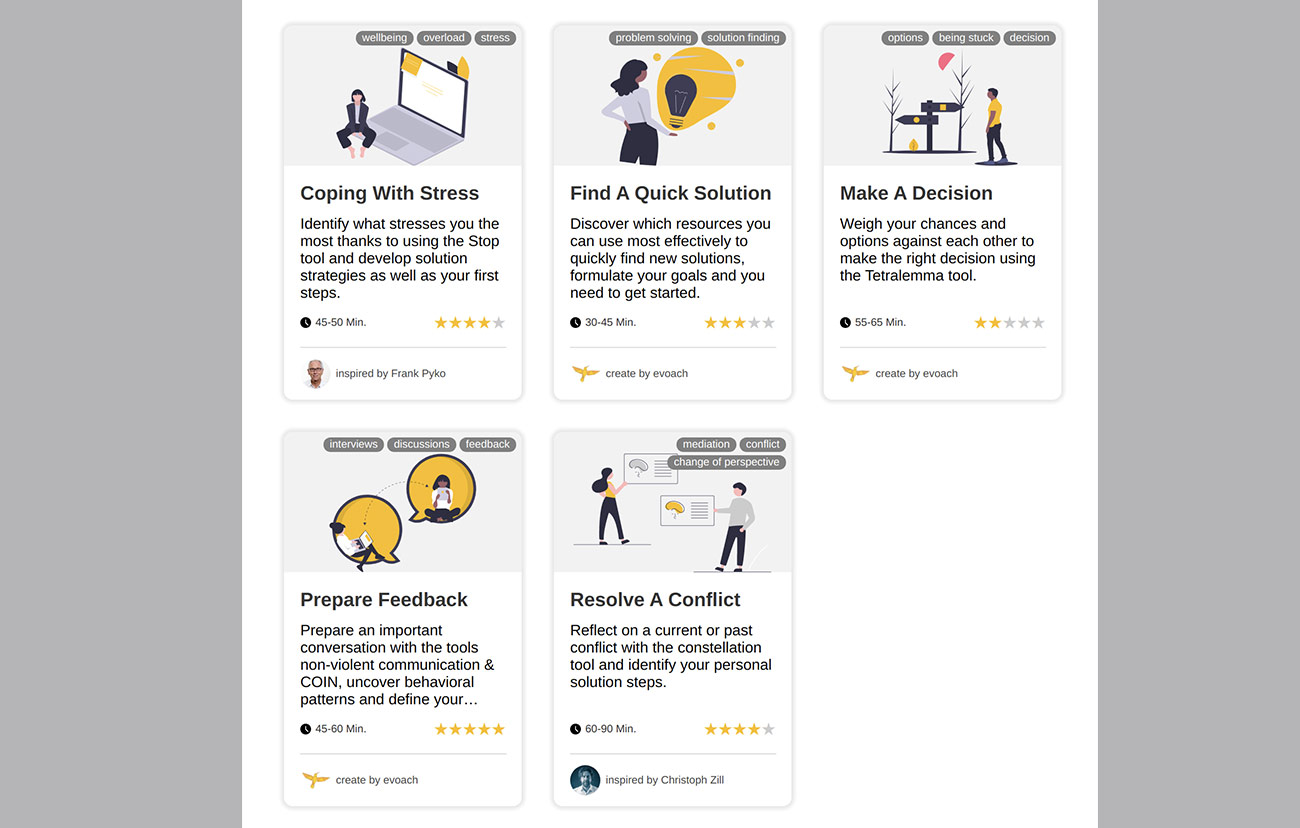 wellbeing overload stress
Coping With Stress
Identify what stresses you the
most thanks to using the Stop
tool and develop solution
strategies as well as your first
steps.
45-50 Min.
inspired by Frank Pyko
problem solving solution finding
Find A Quick Solution
Discover which resources you
can use most effectively to
quickly find new solutions,
formulate your goals and you
need to get started.
30-45 Min.
create by evoach
options being stuck decision
Make A Decision
Weigh your chances and
options against each other to
make the right decision using
the Tetralemma tool.
55-65 Min.
create by evoach
interviews discussions feedback
Prepare Feedback
Prepare an important
conversation with the tools
non-violent communication &
COIN, uncover behavioral
patterns and define your…
45-60 Min.
create by evoach
mediation conflict
change of perspective
Resolve A Conflict
Reflect on a current or past
conflict with the constellation
tool and identify your personal
solution steps.
60-90 Min.
inspired by Christoph Zill